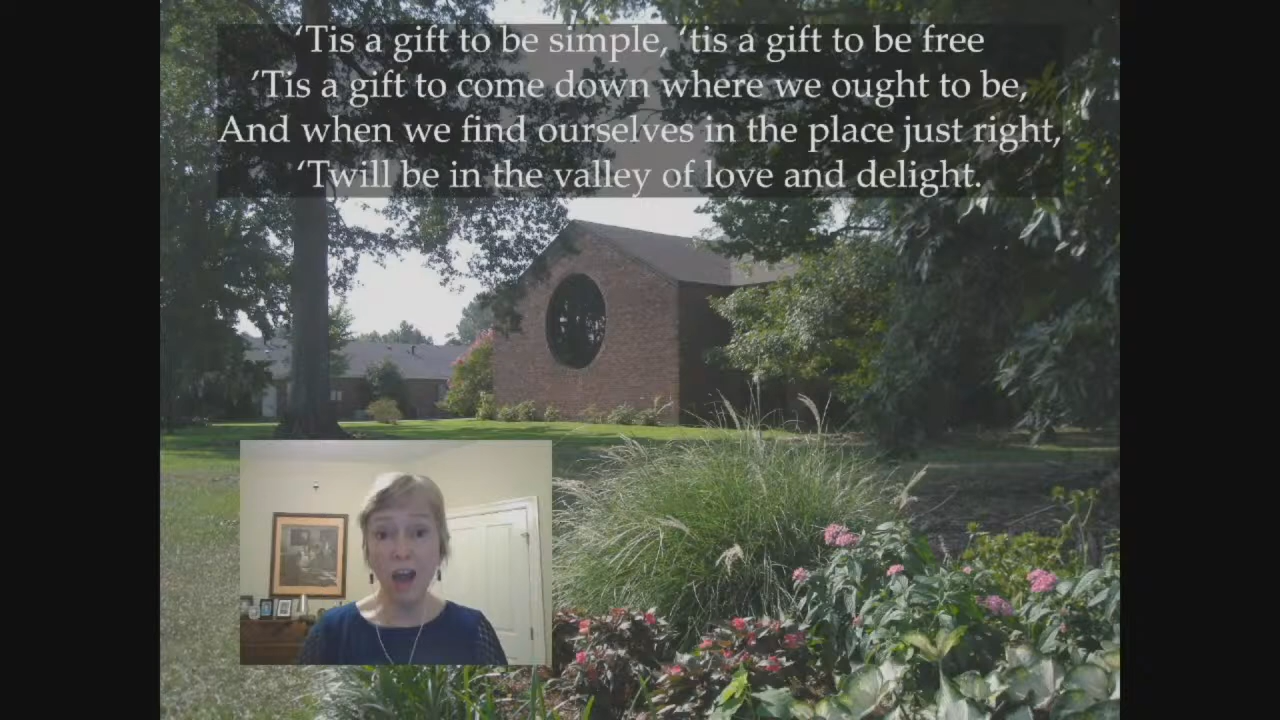 ‘Tis a gift to be simple, ‘tis a gift to be free
’Tis a gift to come down where we ought to be,
And when we find ourselves in the place just right,
‘Twill be in the valley of love and delight.